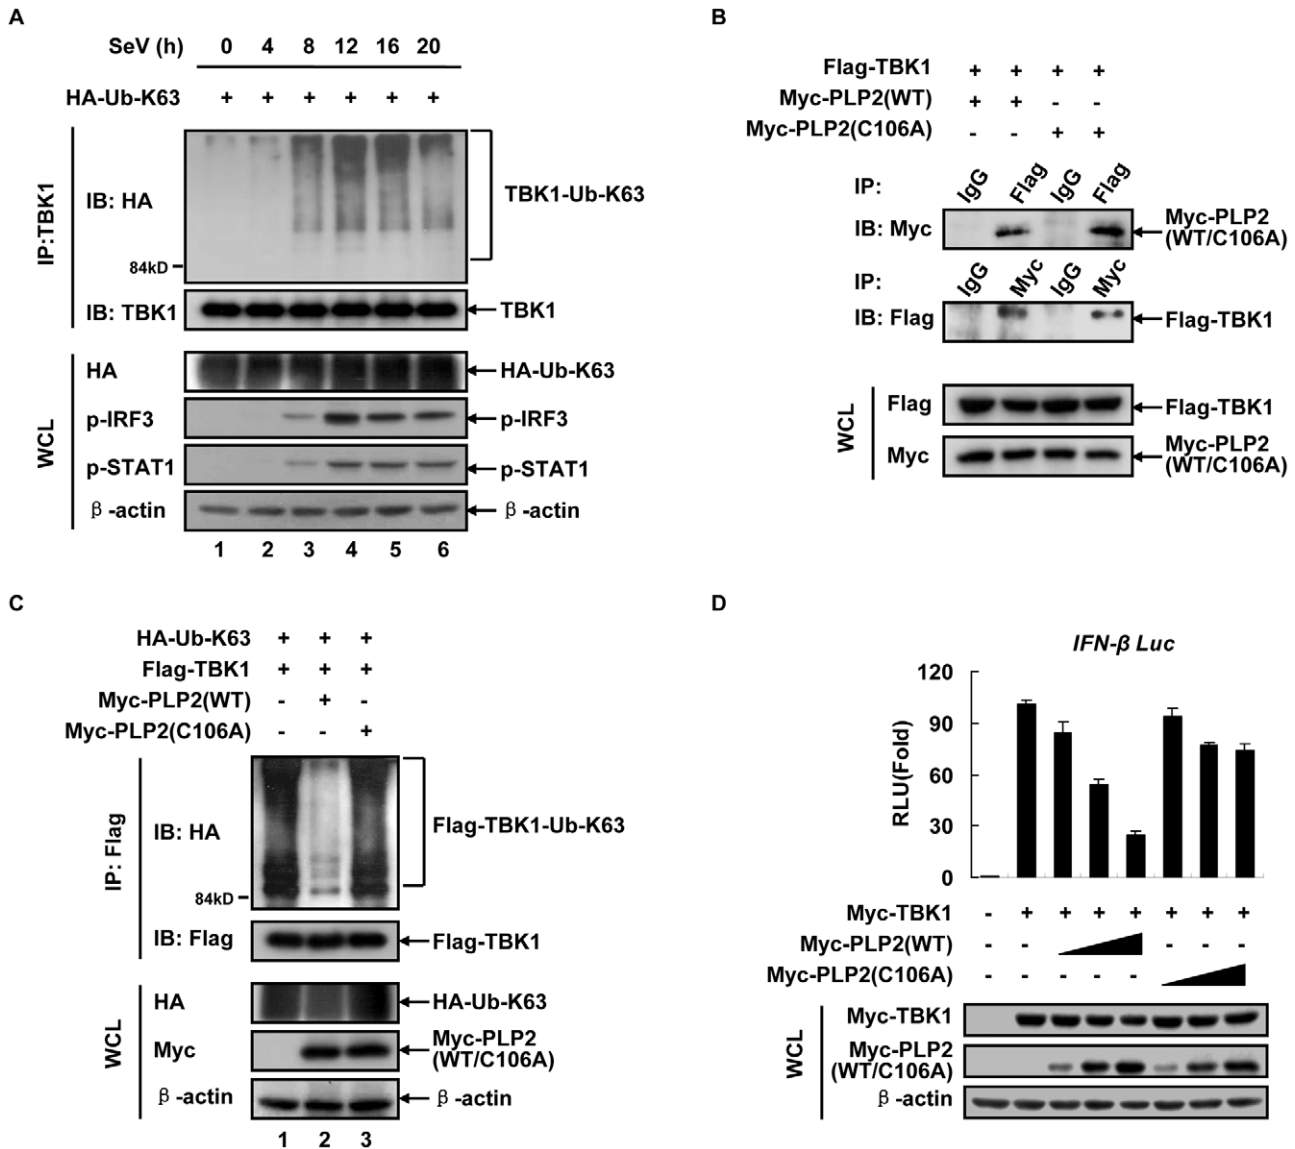 A
SeV (h) 0 4 8 12 16 20
HA-Ub-K63 + + + + + +
IP:TBK1
IB: HA
TBK1-Ub-K63
84kD
IB: TBK1
TBK1
WCL
HA
HA-Ub-K63
p-IRF3
p-IRF3
p-STAT1
p-STAT1
β-actin
β-actin
1 2 3 4 5 6
B
Flag-TBK1 + + + +
Myc-PLP2(WT) + + - -
Myc-PLP2(C106A) - - + +
IP: IgG Flag IgG Flag
IB: Myc
Myc-PLP2
(WT/C106A)
IP: IgG Myc IgG Myc
IB: Flag
Flag-TBK1
WCL
Flag
Flag-TBK1
Myc
Myc-PLP2
(WT/C106A)
C
HA-Ub-K63 + + +
Flag-TBK1 + + +
Myc-PLP2(WT) - + -
Myc-PLP2(C106A) - - +
IP: Flag
IB: HA
Flag-TBK1-Ub-K63
84kD
IB: Flag
Flag-TBK1
WCL
HA
HA-Ub-K63
Myc
Myc-PLP2
(WT/C106A)
β-actin
β-actin
1 2 3
D
IFN-β Luc
RLU(Fold)
120
90
60
30
0
Myc-TBK1 - + + + + + + +
Myc-PLP2(WT) - - - - -
Myc-PLP2(C106A) - - - - -
WCL
Myc-TBK1
Myc-PLP2
(WT/C106A)
β-actin